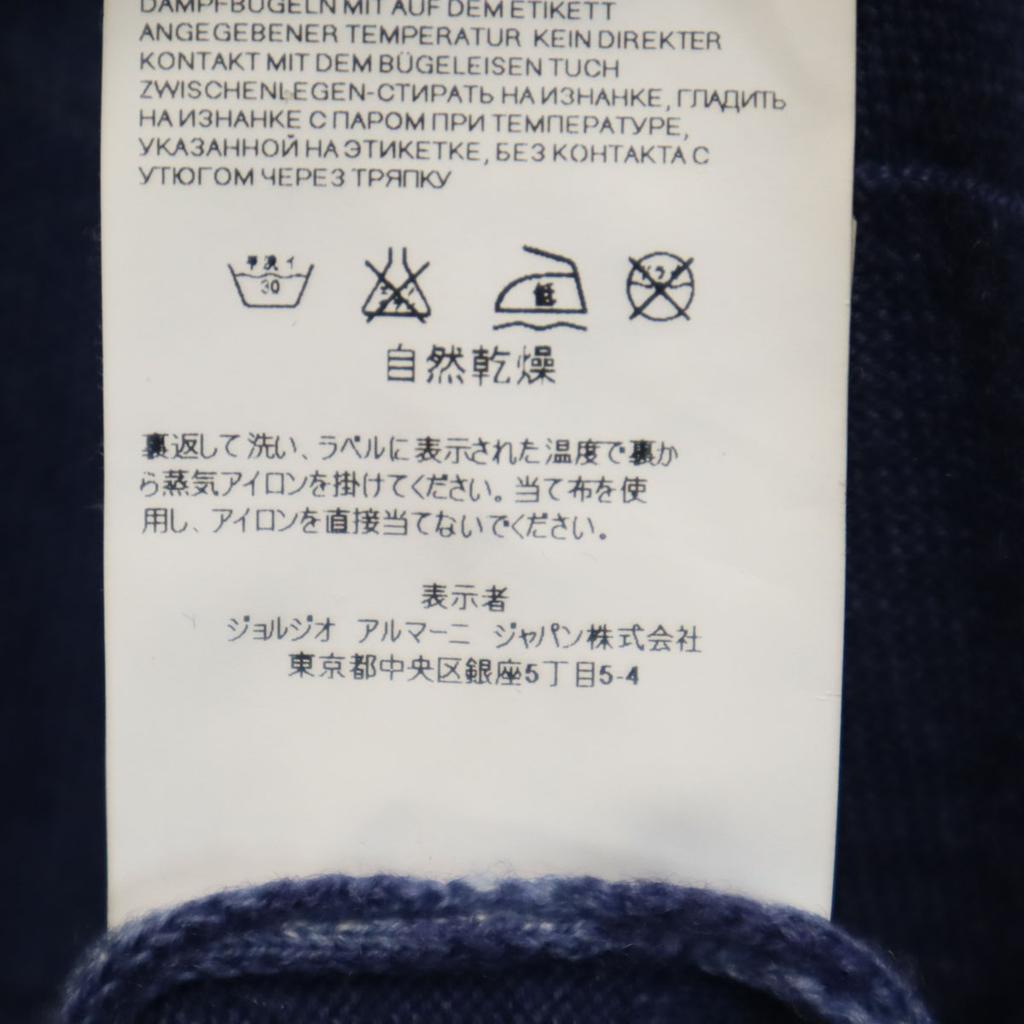 DAMPFBÜGELN MIT AUF DEM ETIKETT
ANGEGEBENER TEMPERATUR KEIN DIREKTER
KONTAKT MIT DEM BÜGELEISEN TUCH
ZWISCHENLEGEN-СТИРАТЬ НА ИЗНАНКЕ, ГЛАДИТЬ
НА ИЗНАНКЕ С ПАРОМ ПРИ ТЕМПЕРАТУРЕ,
УКАЗАННОЙ НА ЭТИКЕТКЕ, БЕЗ КОНТАКТА С
УТЮГОМ ЧЕРЕЗ ТРЯПКУ
手洗イ
30
低
自然乾燥
裏返して洗い、ラベルに表示された温度で裏か
ら蒸気アイロンを掛けてください。当て布を使
用し、アイロンを直接当てないでください。
表示者
ジョルジオ アルマーニ ジャパン株式会社
東京都中央区銀座5丁目5-4